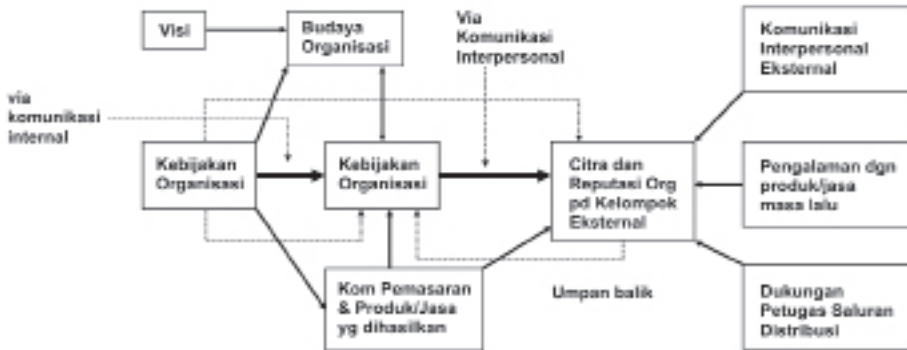 Visi
Budaya
Organisasi
Via
Komunikasi
Interpersonal
Komunikasi
Interpersonal
Eksternal
via
komunikasi
internal
Kebijakan
Organisasi
Kebijakan
Organisasi
Citra dan
Reputasi Org
pd Kelompok
Eksternal
Pengalaman dgn
produk/jasa
masa lalu
Kom Pemasaran
& Produk/Jasa
yg dihasilkan
Umpan balik
Dukungan
Petugas Saluran
Distribusi